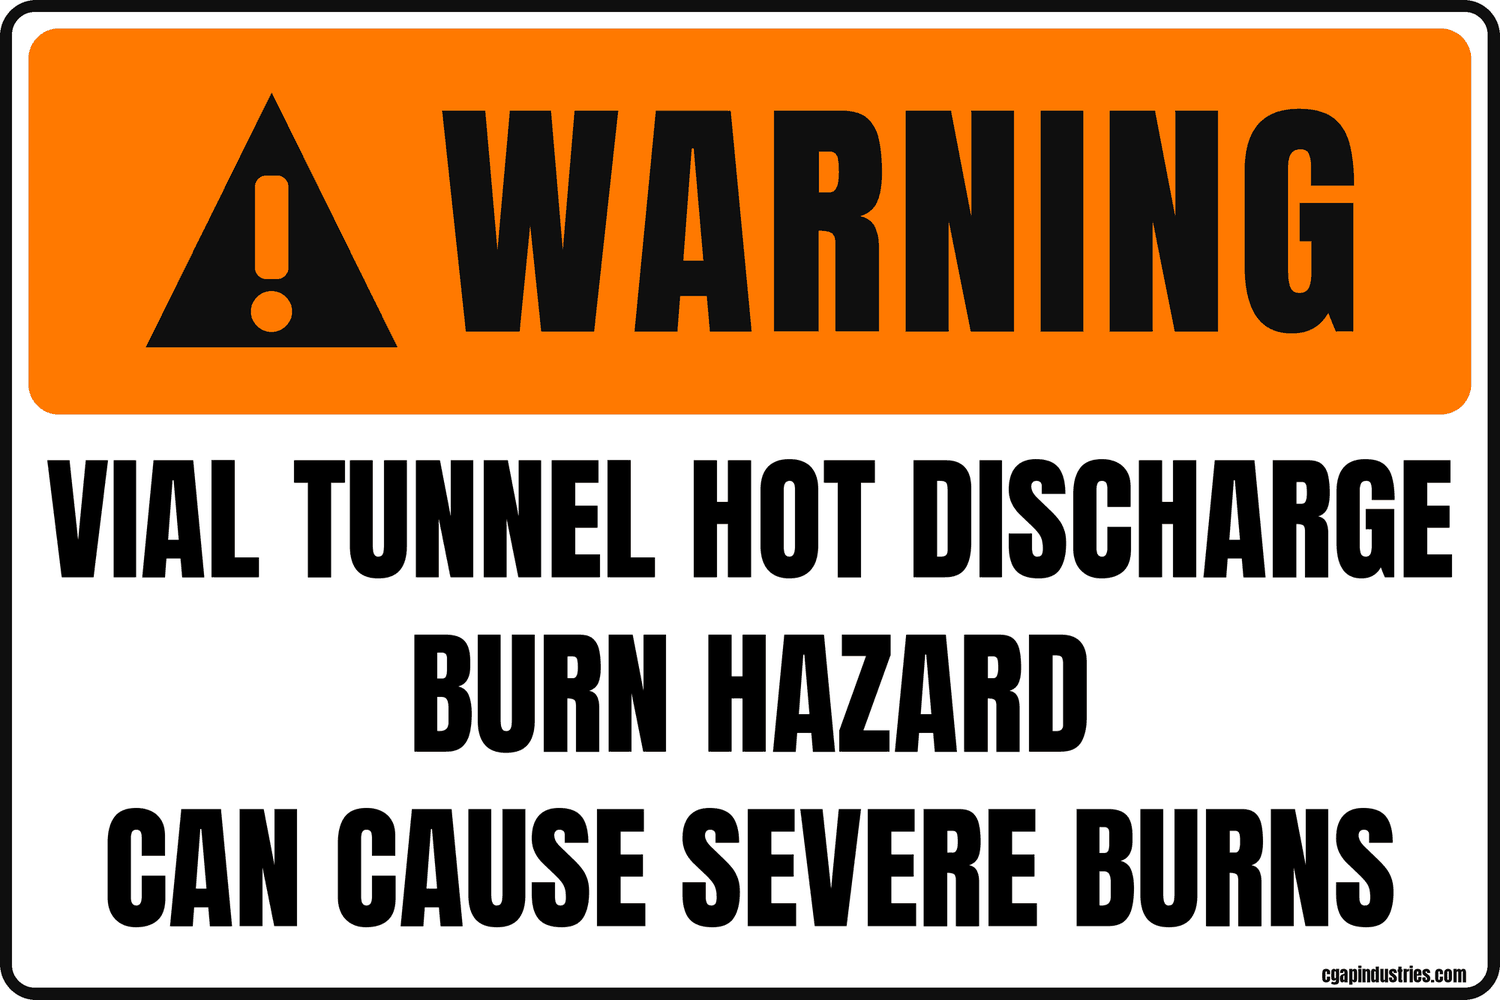 WARNING
VIAL TUNNEL HOT DISCHARGE
BURN HAZARD
CAN CAUSE SEVERE BURNS
cgapindustries.com